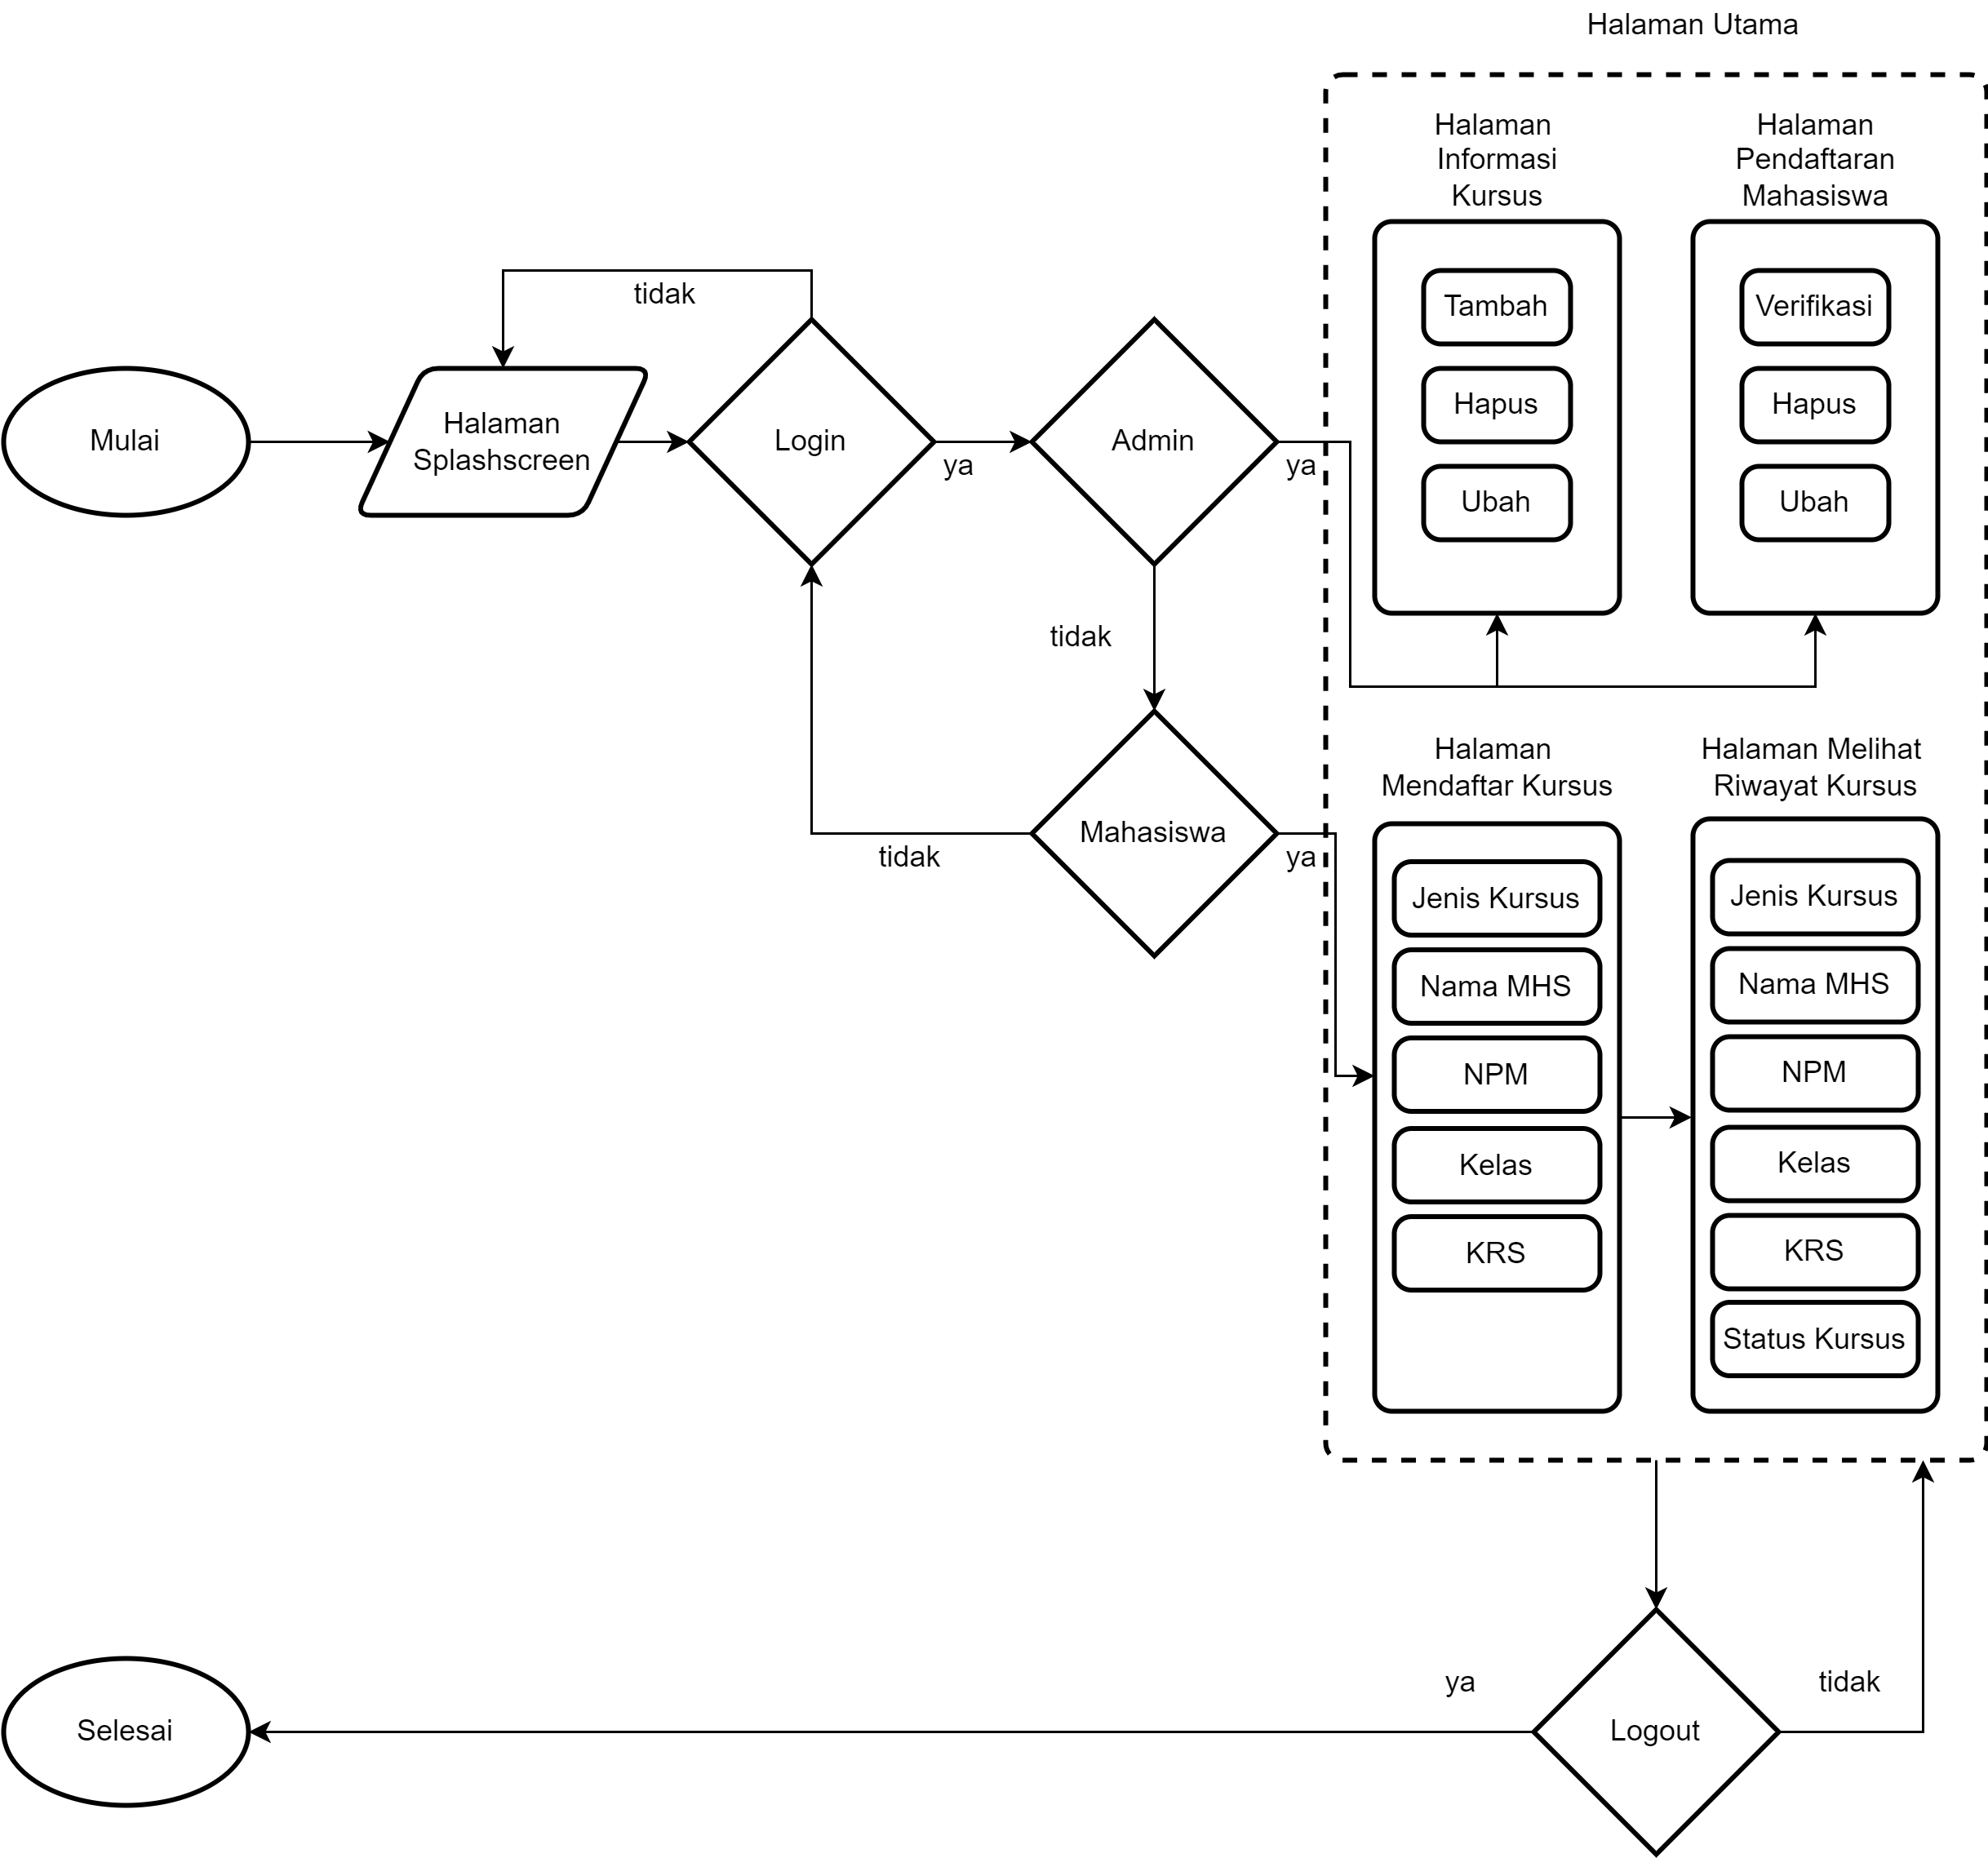 Halaman Utama
Halaman
Informasi
Kursus
Halaman
Pendaftaran
Mahasiswa
Tambah
Hapus
Ubah
Verifikasi
Hapus
Ubah
tidak
Mulai
Halaman
Splashscreen
Login
ya
Admin
ya
tidak
Mahasiswa
tidak
ya
Halaman
Mendaftar Kursus
Jenis Kursus
Nama MHS
NPM
Kelas
KRS
Halaman Melihat
Riwayat Kursus
Jenis Kursus
Nama MHS
NPM
Kelas
KRS
Status Kursus
ya
tidak
Logout
Selesai